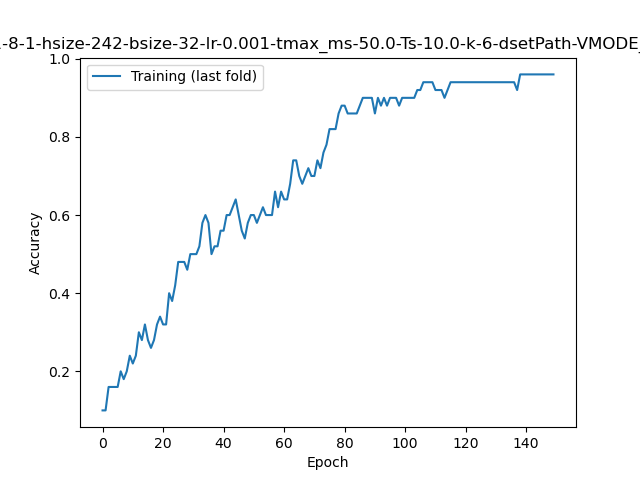 -8-1-hsize-242-bsize-32-lr-0.001-tmax_ms-50.0-Ts-10.0-k-6-dsetPath-VMODE_
1.0
Training (last fold)
0.8
0.6
Accuracy
0.4
0.2
0 20 40 60 80 100 120 140
Epoch